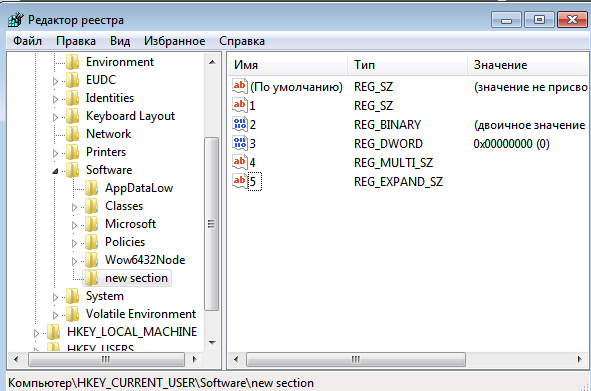 Редактор реестра
Файл Правка Вид Избранное Справка
Environment
EUDC
Identities
Keyboard Layout
Network
Printers
Software
AppDataLow
Classes
Microsoft
Policies
Wow6432Node
new section
System
Volatile Environment
HKEY_LOCAL_MACHINE
HKEY_USERS
Имя Тип Значение
(По умолчанию) REG_SZ (значение не присво
1 REG_SZ
2 REG_BINARY (двоичное значение
3 REG_DWORD 0x00000000 (0)
4 REG_MULTI_SZ
5 REG_EXPAND_SZ
Компьютер\HKEY_CURRENT_USER\Software\new section